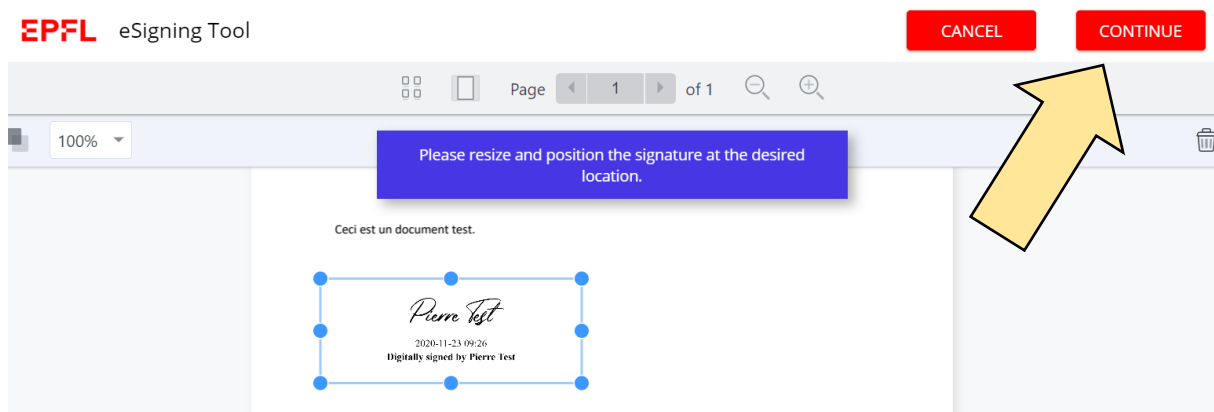 EPFL eSigning Tool CANCEL CONTINUE
Page 1 of 1
100%
Please resize and position the signature at the desired
location.
Ceci est un document test.
Pierre Test
2020-11-23 09:26
Digitally signed by Pierre Test